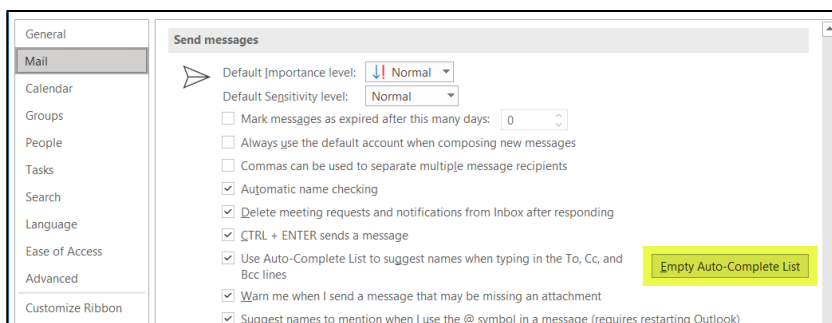 General
Mail
Calendar
Groups
People
Tasks
Search
Language
Ease of Access
Advanced
Customize Ribbon
Send messages
Default Importance level: Normal
Default Sensitivity level: Normal
Mark messages as expired after this many days: 0
Always use the default account when composing new messages
Commas can be used to separate multiple message recipients
Automatic name checking
Delete meeting requests and notifications from Inbox after responding
CTRL + ENTER sends a message
Use Auto-Complete List to suggest names when typing in the To, Cc, and
Bcc lines
Empty Auto-Complete List
Warn me when I send a message that may be missing an attachment
Suggest names to mention when I use the @ symbol in a message (requires restarting Outlook)